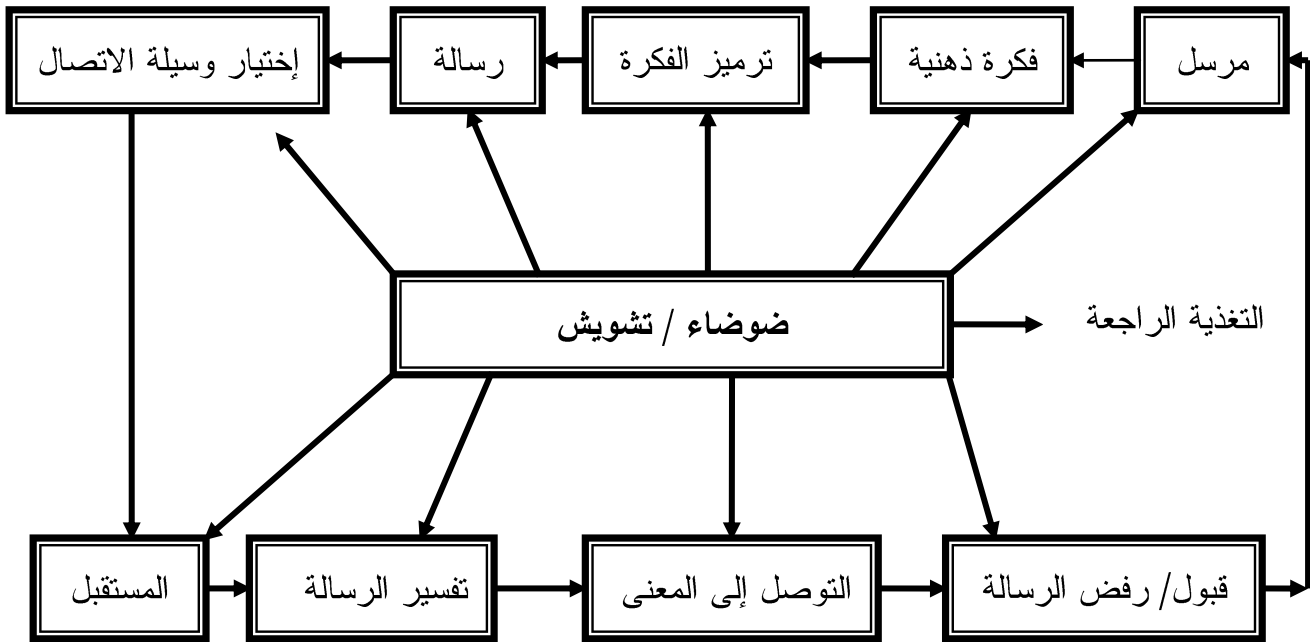 مرسل
فكرة ذهنية
ترميز الفكرة
رسالة
إختيار وسيلة الاتصال
ضوضاء / تشويش
التغذية الراجعة
المستقبل
تفسير الرسالة
التوصل إلى المعنى
قبول/ رفض الرسالة